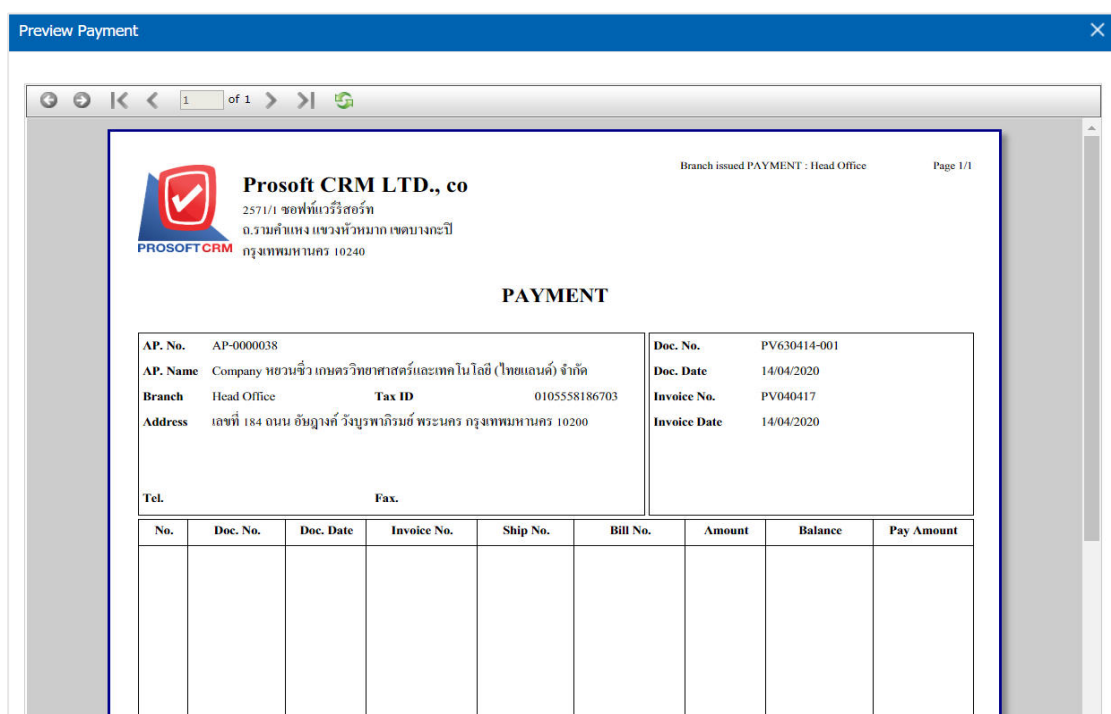 Preview Payment
1 of 1
Branch issued PAYMENT : Head Office Page 1/1
PROSOFTCRM
Prosoft CRM LTD., co
2571/1 ซอฟท์แวร์รีสอร์ท
ถ.รามคำแหง แขวงหัวหมาก เขตบางกะปิ
กรุงเทพมหานคร 10240
PAYMENT
AP. No. AP-0000038
AP. Name Company หยวนซิ่ว เกษตรวิทยาศาสตร์และเทคโนโลยี (ไทยแลนด์) จำกัด
Branch Head Office Tax ID 0105558186703
Address เลขที่ 184 ถนน อัษฎางค์ วังบูรพาภิรมย์ พระนคร กรุงเทพมหานคร 10200
Tel. Fax.
Doc. No. PV630414-001
Doc. Date 14/04/2020
Invoice No. PV040417
Invoice Date 14/04/2020
No. Doc. No. Doc. Date Invoice No. Ship No. Bill No. Amount Balance Pay Amount